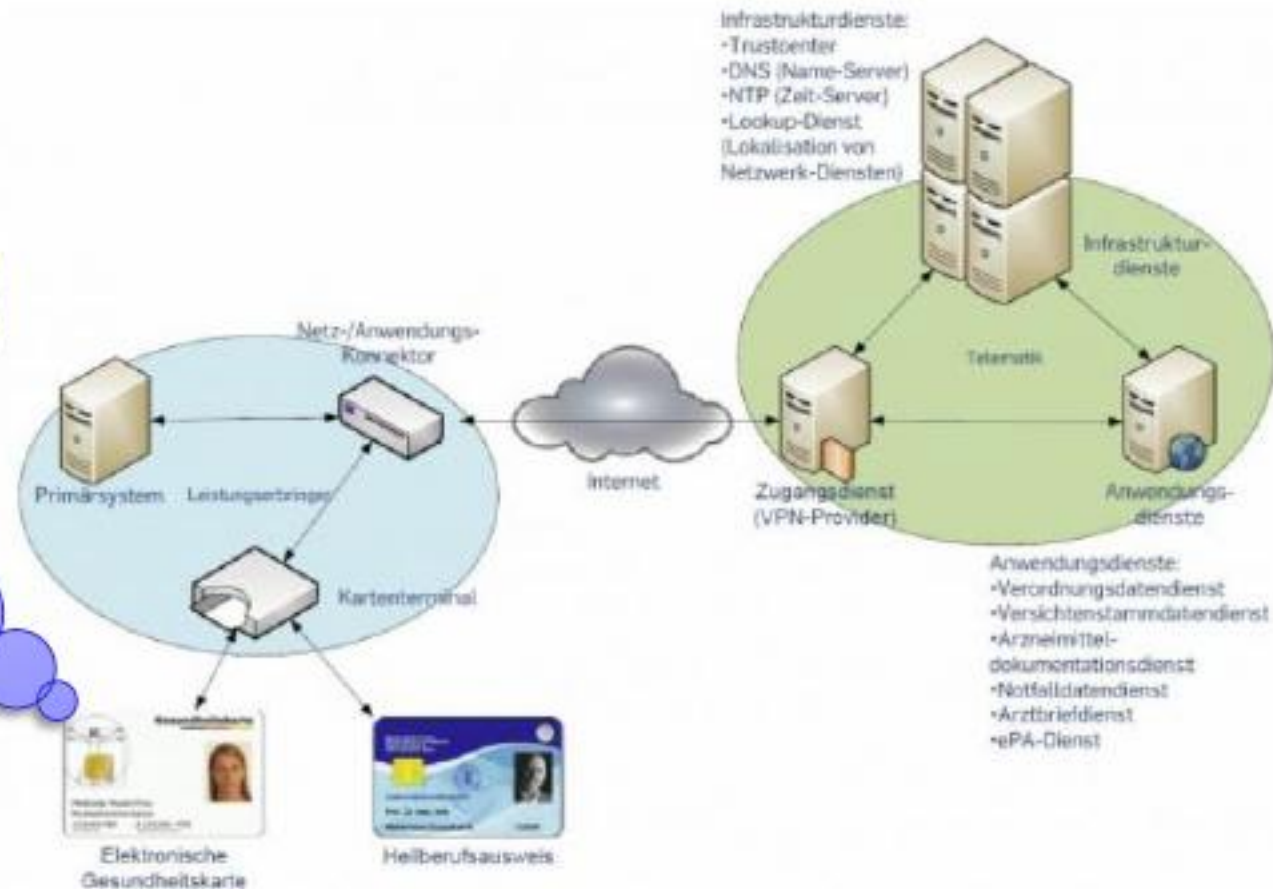 Infrastrukturdienste:
•Trustcenter
•DNS (Name-Server)
•NTP (Zeit-Server)
•Lookup-Dienst
(Lokalisation von
Netzwerk-Diensten)
Infrastruktur-
dienste
Netz-/Anwendungs-
Konnektor
Telematik
Primärsystem
Leistungserbringer
Internet
Zugangsdienst
(VPN-Provider)
Anwendungs-
dienste
Kartenterminal
Anwendungsdienste:
•Verordnungsdatendienst
•Versichtenstammdatendienst
•Arzneimittel-
dokumentationsdienst
•Notfalldatendienst
•Arztbriefdienst
•ePA-Dienst
Gesundheitskarte
Elektronische
Gesundheitskarte
Heilberufsausweis